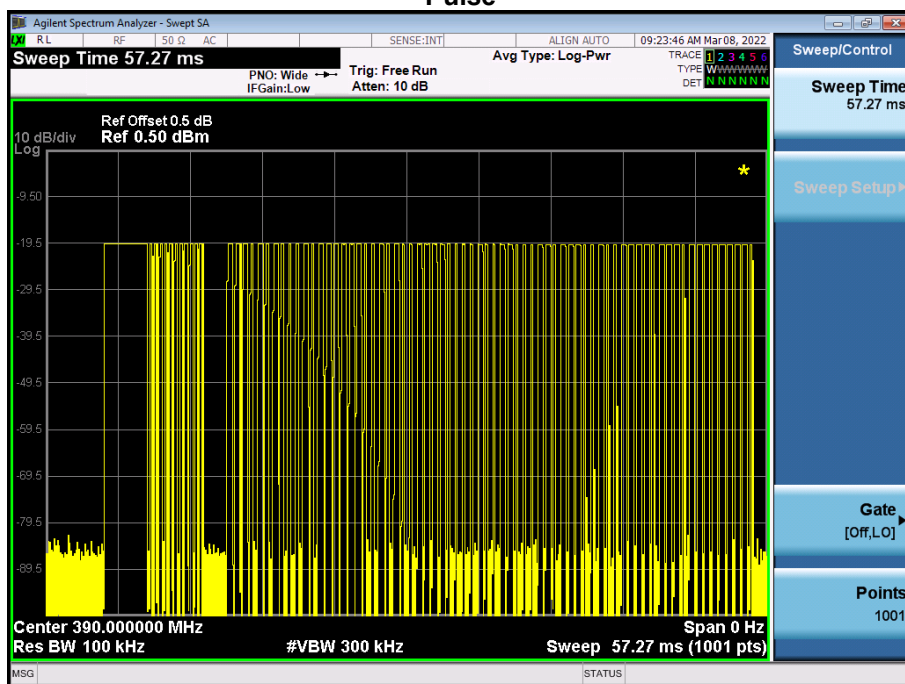 Pulse
Agilent Spectrum Analyzer - Swept SA
LXI RL RF 50 Ω AC SENSE:INT ALIGN AUTO 09:23:46 AM Mar 08, 2022
Sweep Time 57.27 ms
PNO: Wide
IFGain:Low
Trig: Free Run
Atten: 10 dB
Avg Type: Log-Pwr
TRACE 1 2 3 4 5 6
TYPE WWWWWW
DET N N N N N N
Sweep/Control
Sweep Time
57.27 ms
Sweep Setup
Gate
[Off,LO]
Points
1001
Ref Offset 0.5 dB
10 dB/div Ref 0.50 dBm
Log
-9.50
-19.5
-29.5
-39.5
-49.5
-59.5
-69.5
-79.5
-89.5
Center 390.000000 MHz Span 0 Hz
Res BW 100 kHz #VBW 300 kHz Sweep 57.27 ms (1001 pts)
MSG STATUS